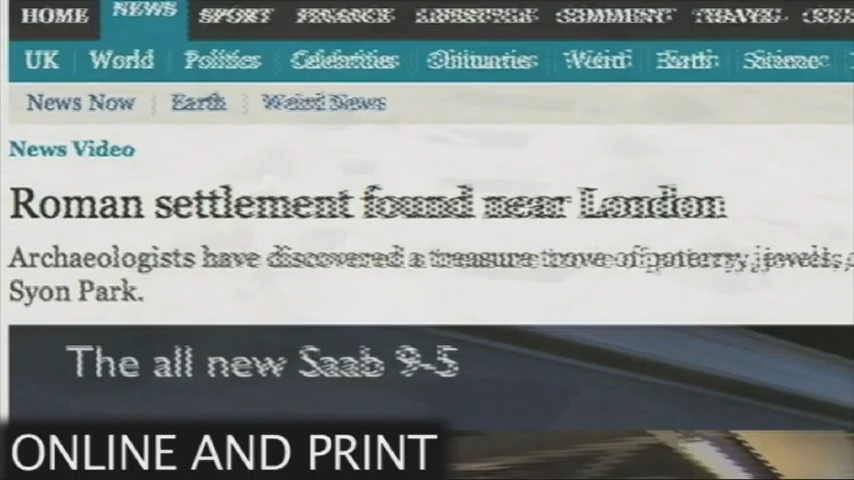 HOME NEWS SPORT FINANCE LIFESTYLE COMMENT TRAVEL
UK World Politics Celebrities Obituaries Weird Earth Science
News Now Earth Weird News
News Video
Roman settlement found near London
Archaeologists have discovered a treasure trove of pottery, jewels,
Syon Park.
The all new Saab 9-5
ONLINE AND PRINT